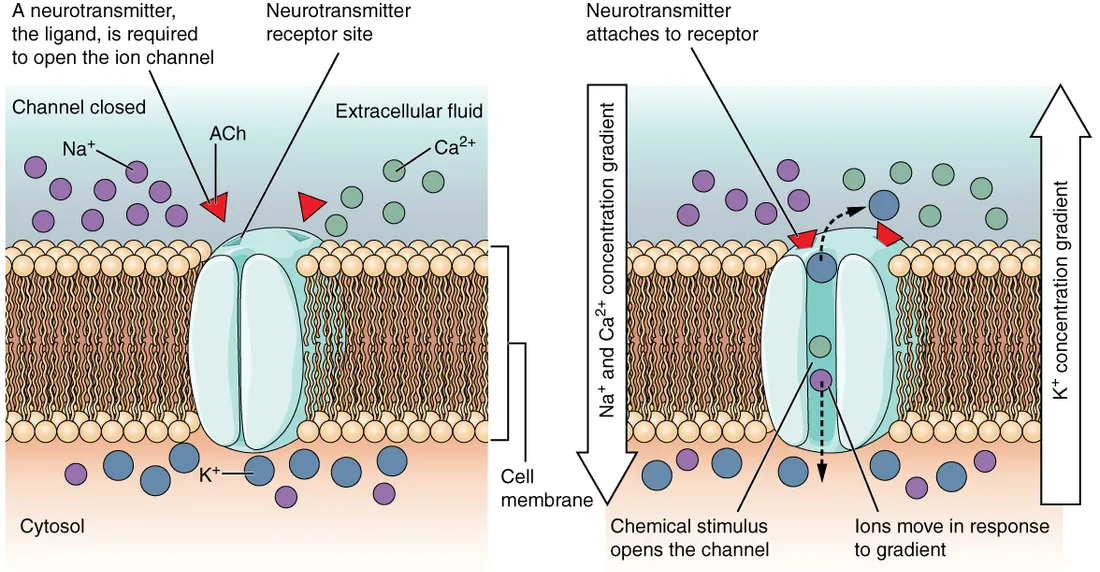 A neurotransmitter,
the ligand, is required
to open the ion channel
Neurotransmitter
receptor site
Channel closed
Extracellular fluid
ACh
Na⁺
Ca²⁺
K⁺
Cell
membrane
Cytosol
Neurotransmitter
attaches to receptor
Na⁺ and Ca²⁺ concentration gradient
K⁺ concentration gradient
Chemical stimulus
opens the channel
Ions move in response
to gradient